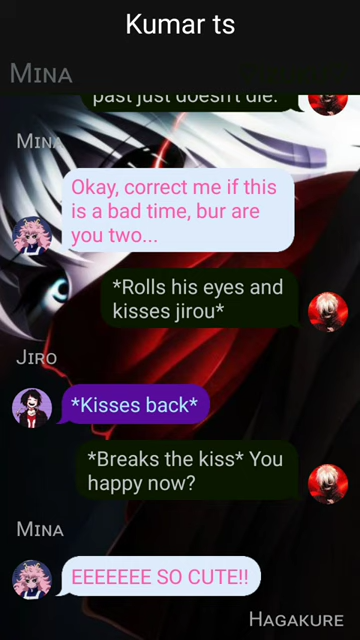 Kumar ts
MINA
past just doesn't die.
MINA
Okay, correct me if this
is a bad time, bur are
you two...
*Rolls his eyes and
kisses jirou*
JIRO
*Kisses back*
*Breaks the kiss* You
happy now?
MINA
EEEEEEE SO CUTE!!
HAGAKURE